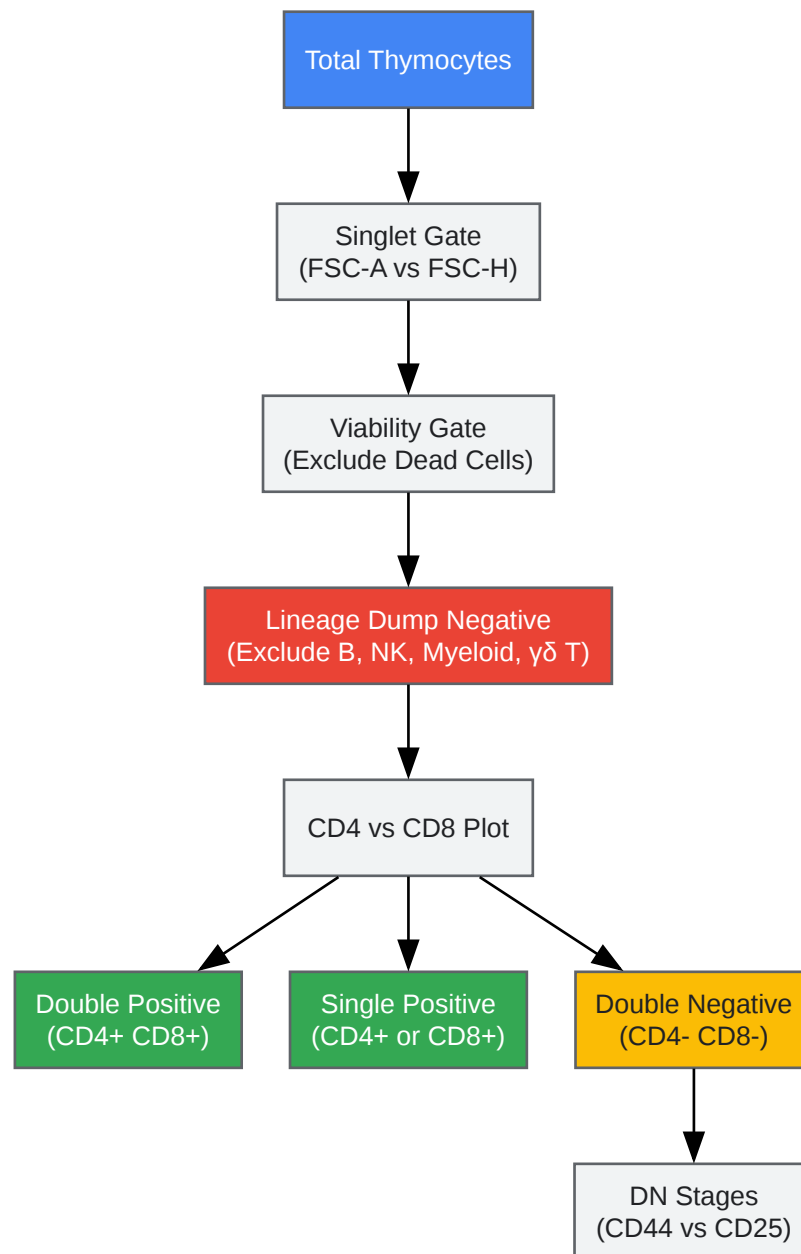 Total Thymocytes
Singlet Gate
(FSC-A vs FSC-H)
Viability Gate
(Exclude Dead Cells)
Lineage Dump Negative
(Exclude B, NK, Myeloid, γδ T)
CD4 vs CD8 Plot
Double Positive
(CD4+ CD8+)
Single Positive
(CD4+ or CD8+)
Double Negative
(CD4- CD8-)
DN Stages
(CD44 vs CD25)